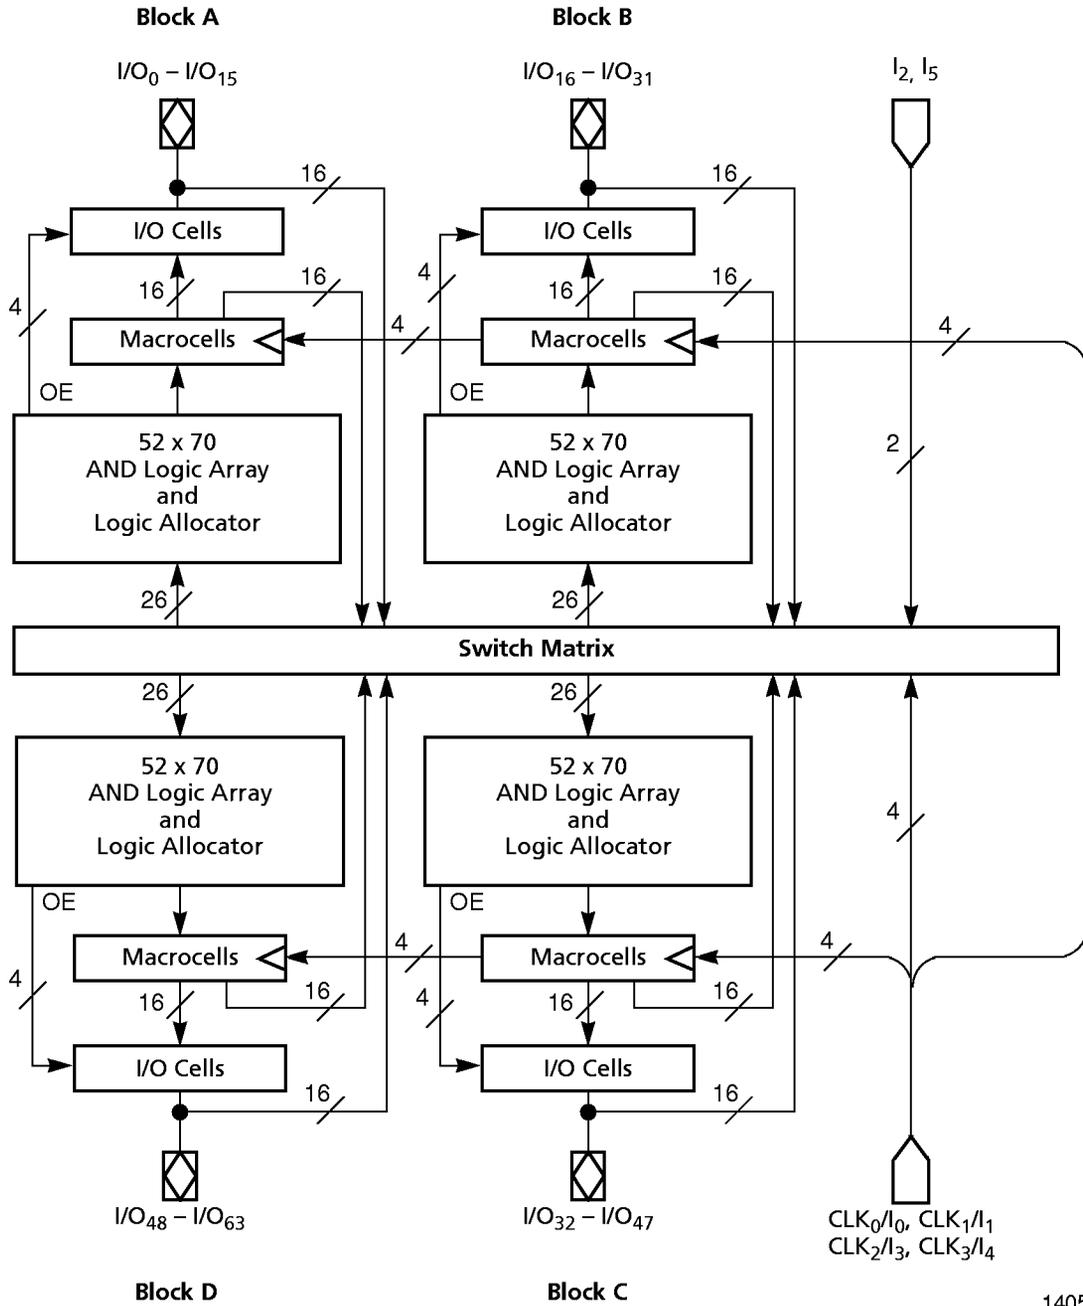 Block A
Block B
I/O₀ – I/O₁₅
I/O₁₆ – I/O₃₁
I₂, I₅
16
16
I/O Cells
I/O Cells
4
16
16
4
16
16
4
4
Macrocells
Macrocells
OE
OE
52 x 70
AND Logic Array
and
Logic Allocator
52 x 70
AND Logic Array
and
Logic Allocator
2
26
26
Switch Matrix
26
26
52 x 70
AND Logic Array
and
Logic Allocator
52 x 70
AND Logic Array
and
Logic Allocator
4
OE
OE
Macrocells
4
Macrocells
4
4
16
16
4
16
16
I/O Cells
I/O Cells
16
16
I/O₄₈ – I/O₆₃
I/O₃₂ – I/O₄₇
CLK₀/I₀, CLK₁/I₁
CLK₂/I₃, CLK₃/I₄
Block D
Block C
1405